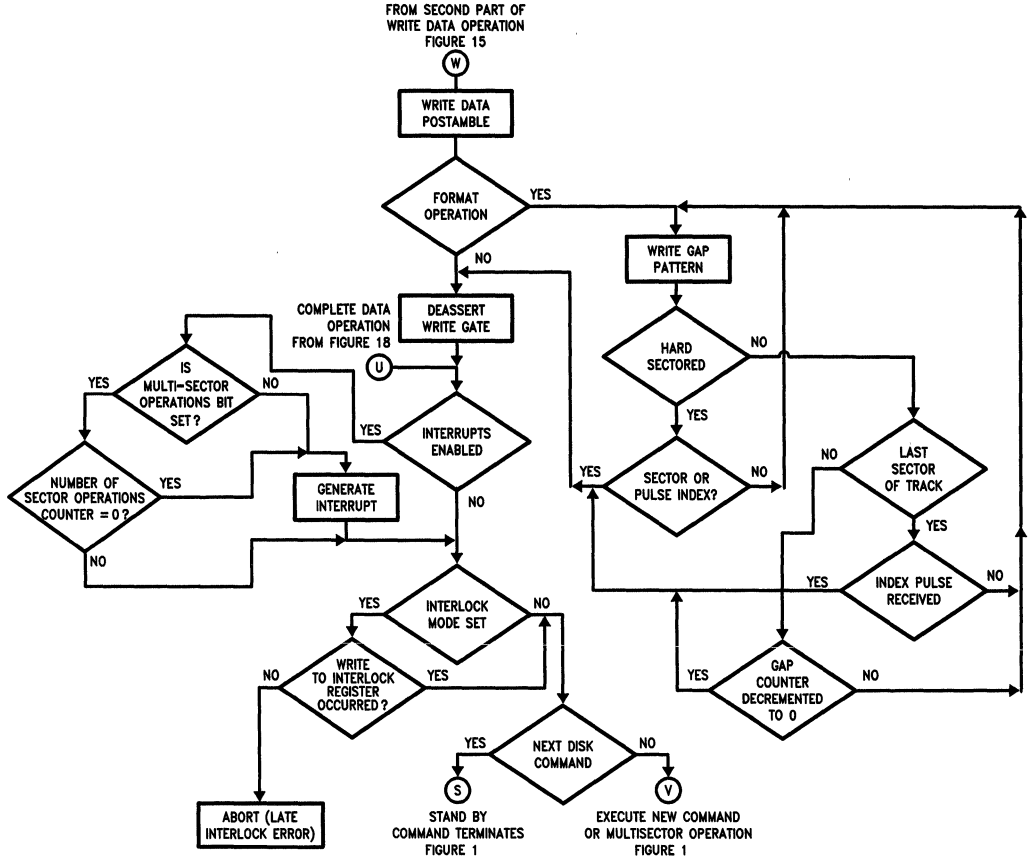 FROM SECOND PART OF
WRITE DATA OPERATION
FIGURE 15
W
WRITE DATA
POSTAMBLE
FORMAT
OPERATION
YES
NO
WRITE GAP
PATTERN
COMPLETE DATA
OPERATION
FROM FIGURE 18
DEASSERT
WRITE GATE
U
HARD
SECTORED
NO
YES
IS
MULTI-SECTOR
OPERATIONS BIT
SET?
YES
NO
INTERRUPTS
ENABLED
YES
NO
SECTOR OR
PULSE INDEX?
YES
NO
LAST
SECTOR
OF TRACK
NO
YES
NUMBER OF
SECTOR OPERATIONS
COUNTER = 0?
YES
NO
GENERATE
INTERRUPT
INDEX PULSE
RECEIVED
YES
NO
INTERLOCK
MODE SET
YES
NO
WRITE
TO INTERLOCK
REGISTER
OCCURRED?
NO
YES
GAP
COUNTER
DECREMENTED
TO 0
YES
NO
NEXT DISK
COMMAND
YES
NO
S
V
ABORT (LATE
INTERLOCK ERROR)
STAND BY
COMMAND TERMINATES
FIGURE 1
EXECUTE NEW COMMAND
OR MULTISECTOR OPERATION
FIGURE 1